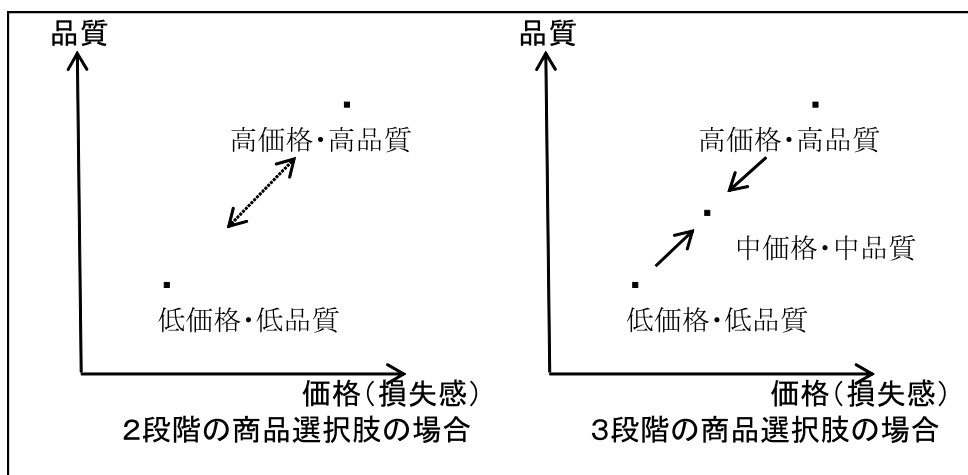 品質
高価格・高品質
低価格・低品質
価格（損失感）
２段階の商品選択肢の場合
品質
高価格・高品質
中価格・中品質
低価格・低品質
価格（損失感）
３段階の商品選択肢の場合